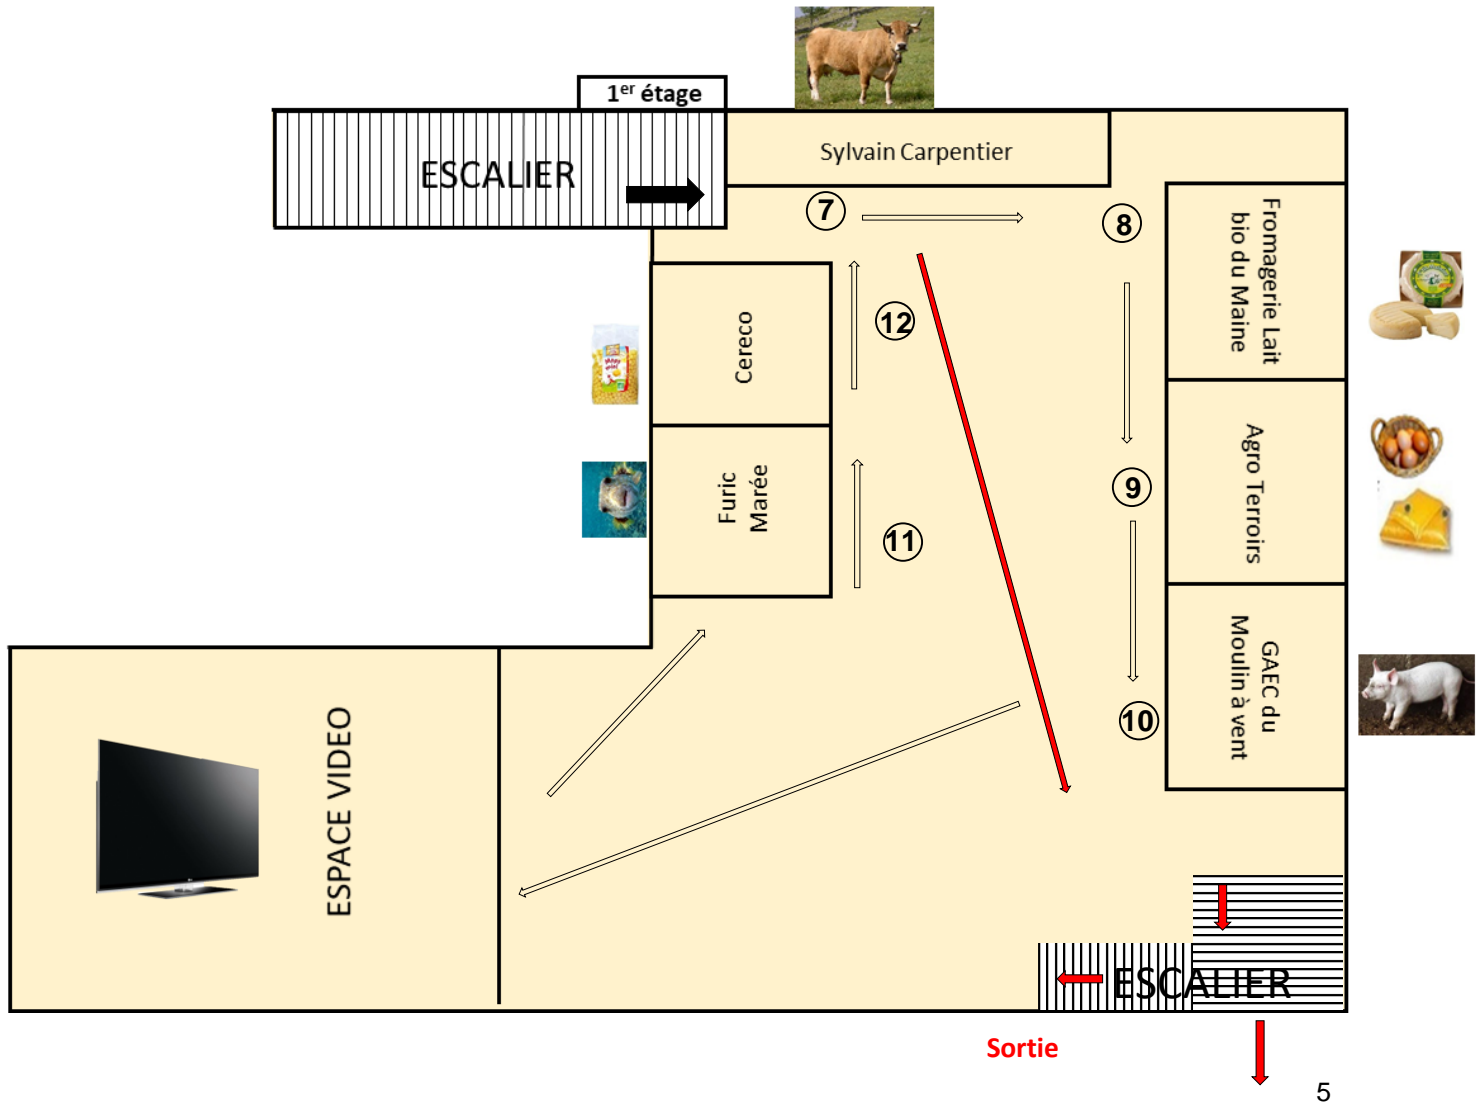 1er étage
ESCALIER
Sylvain Carpentier
7
8
Fromagerie Lait
bio du Maine
Cereco
12
Agro Terroirs
9
Furic
Marée
11
GAEC du
Moulin à vent
10
ESPACE VIDEO
ESCALIER
Sortie
5